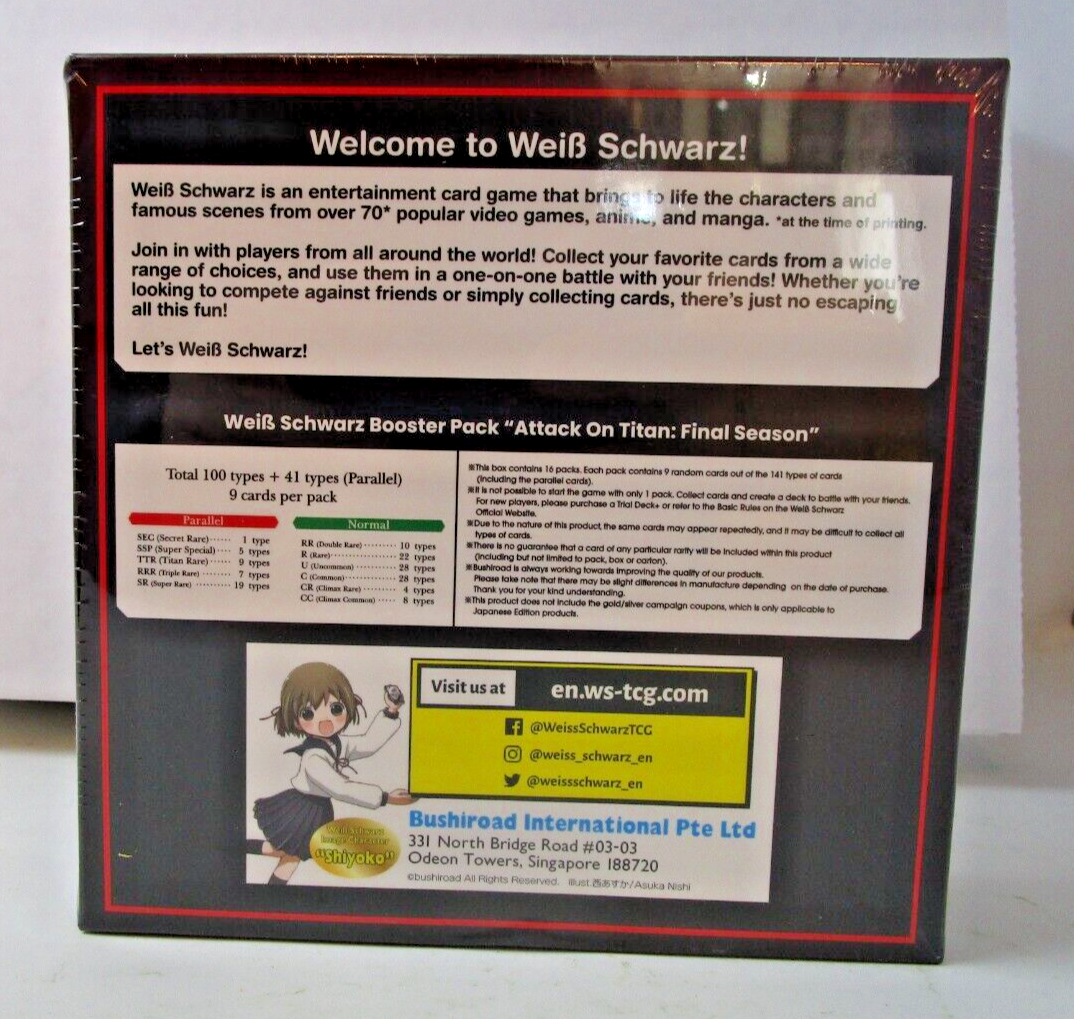 Welcome to Weiß Schwarz!
Weiß Schwarz is an entertainment card game that brings to life the characters and
famous scenes from over 70* popular video games, anime, and manga. *at the time of printing.
Join in with players from all around the world! Collect your favorite cards from a wide
range of choices, and use them in a one-on-one battle with your friends! Whether you're
looking to compete against friends or simply collecting cards, there's just no escaping
all this fun!
Let's Weiß Schwarz!
Weiß Schwarz Booster Pack "Attack On Titan: Final Season"
Total 100 types + 41 types (Parallel)
9 cards per pack
Parallel
SEC (Secret Rare)······ 1 type
SSP (Super Special)···· 5 types
TTR (Titan Rare)······ 9 types
RRR (Triple Rare)······· 7 types
SR (Super Rare)········· 19 types
Normal
RR (Double Rare)·········· 10 types
R (Rare)················ 22 types
U (Uncommon)··········· 28 types
C (Common)············· 28 types
CR (Climax Rare)········ 4 types
CC (Climax Common)····· 8 types
※This box contains 16 packs. Each pack contains 9 random cards out of the 141 types of cards
(including the parallel cards).
※It is not possible to start the game with only 1 pack. Collect cards and create a deck to battle with your friends.
For new players, please purchase a Trial Deck+ or refer to the Basic Rules on the Weiß Schwarz
Official Website.
※Due to the nature of this product, the same cards may appear repeatedly, and it may be difficult to collect all
types of cards.
※There is no guarantee that a card of any particular rarity will be included within this product
(including but not limited to pack, box or carton).
※Bushiroad is always working towards improving the quality of our products.
Please take note that there may be slight differences in manufacture depending on the date of purchase.
Thank you for your kind understanding.
※This product does not include the gold/silver campaign coupons, which is only applicable to
Japanese Edition products.
Visit us at en.ws-tcg.com
@WeissSchwarzTCG
@weiss_schwarz_en
@weissschwarz_en
Weiß Schwarz
Image Character
"Shiyoko"
Bushiroad International Pte Ltd
331 North Bridge Road #03-03
Odeon Towers, Singapore 188720
©bushiroad All Rights Reserved. illust.西あすか/Asuka Nishi